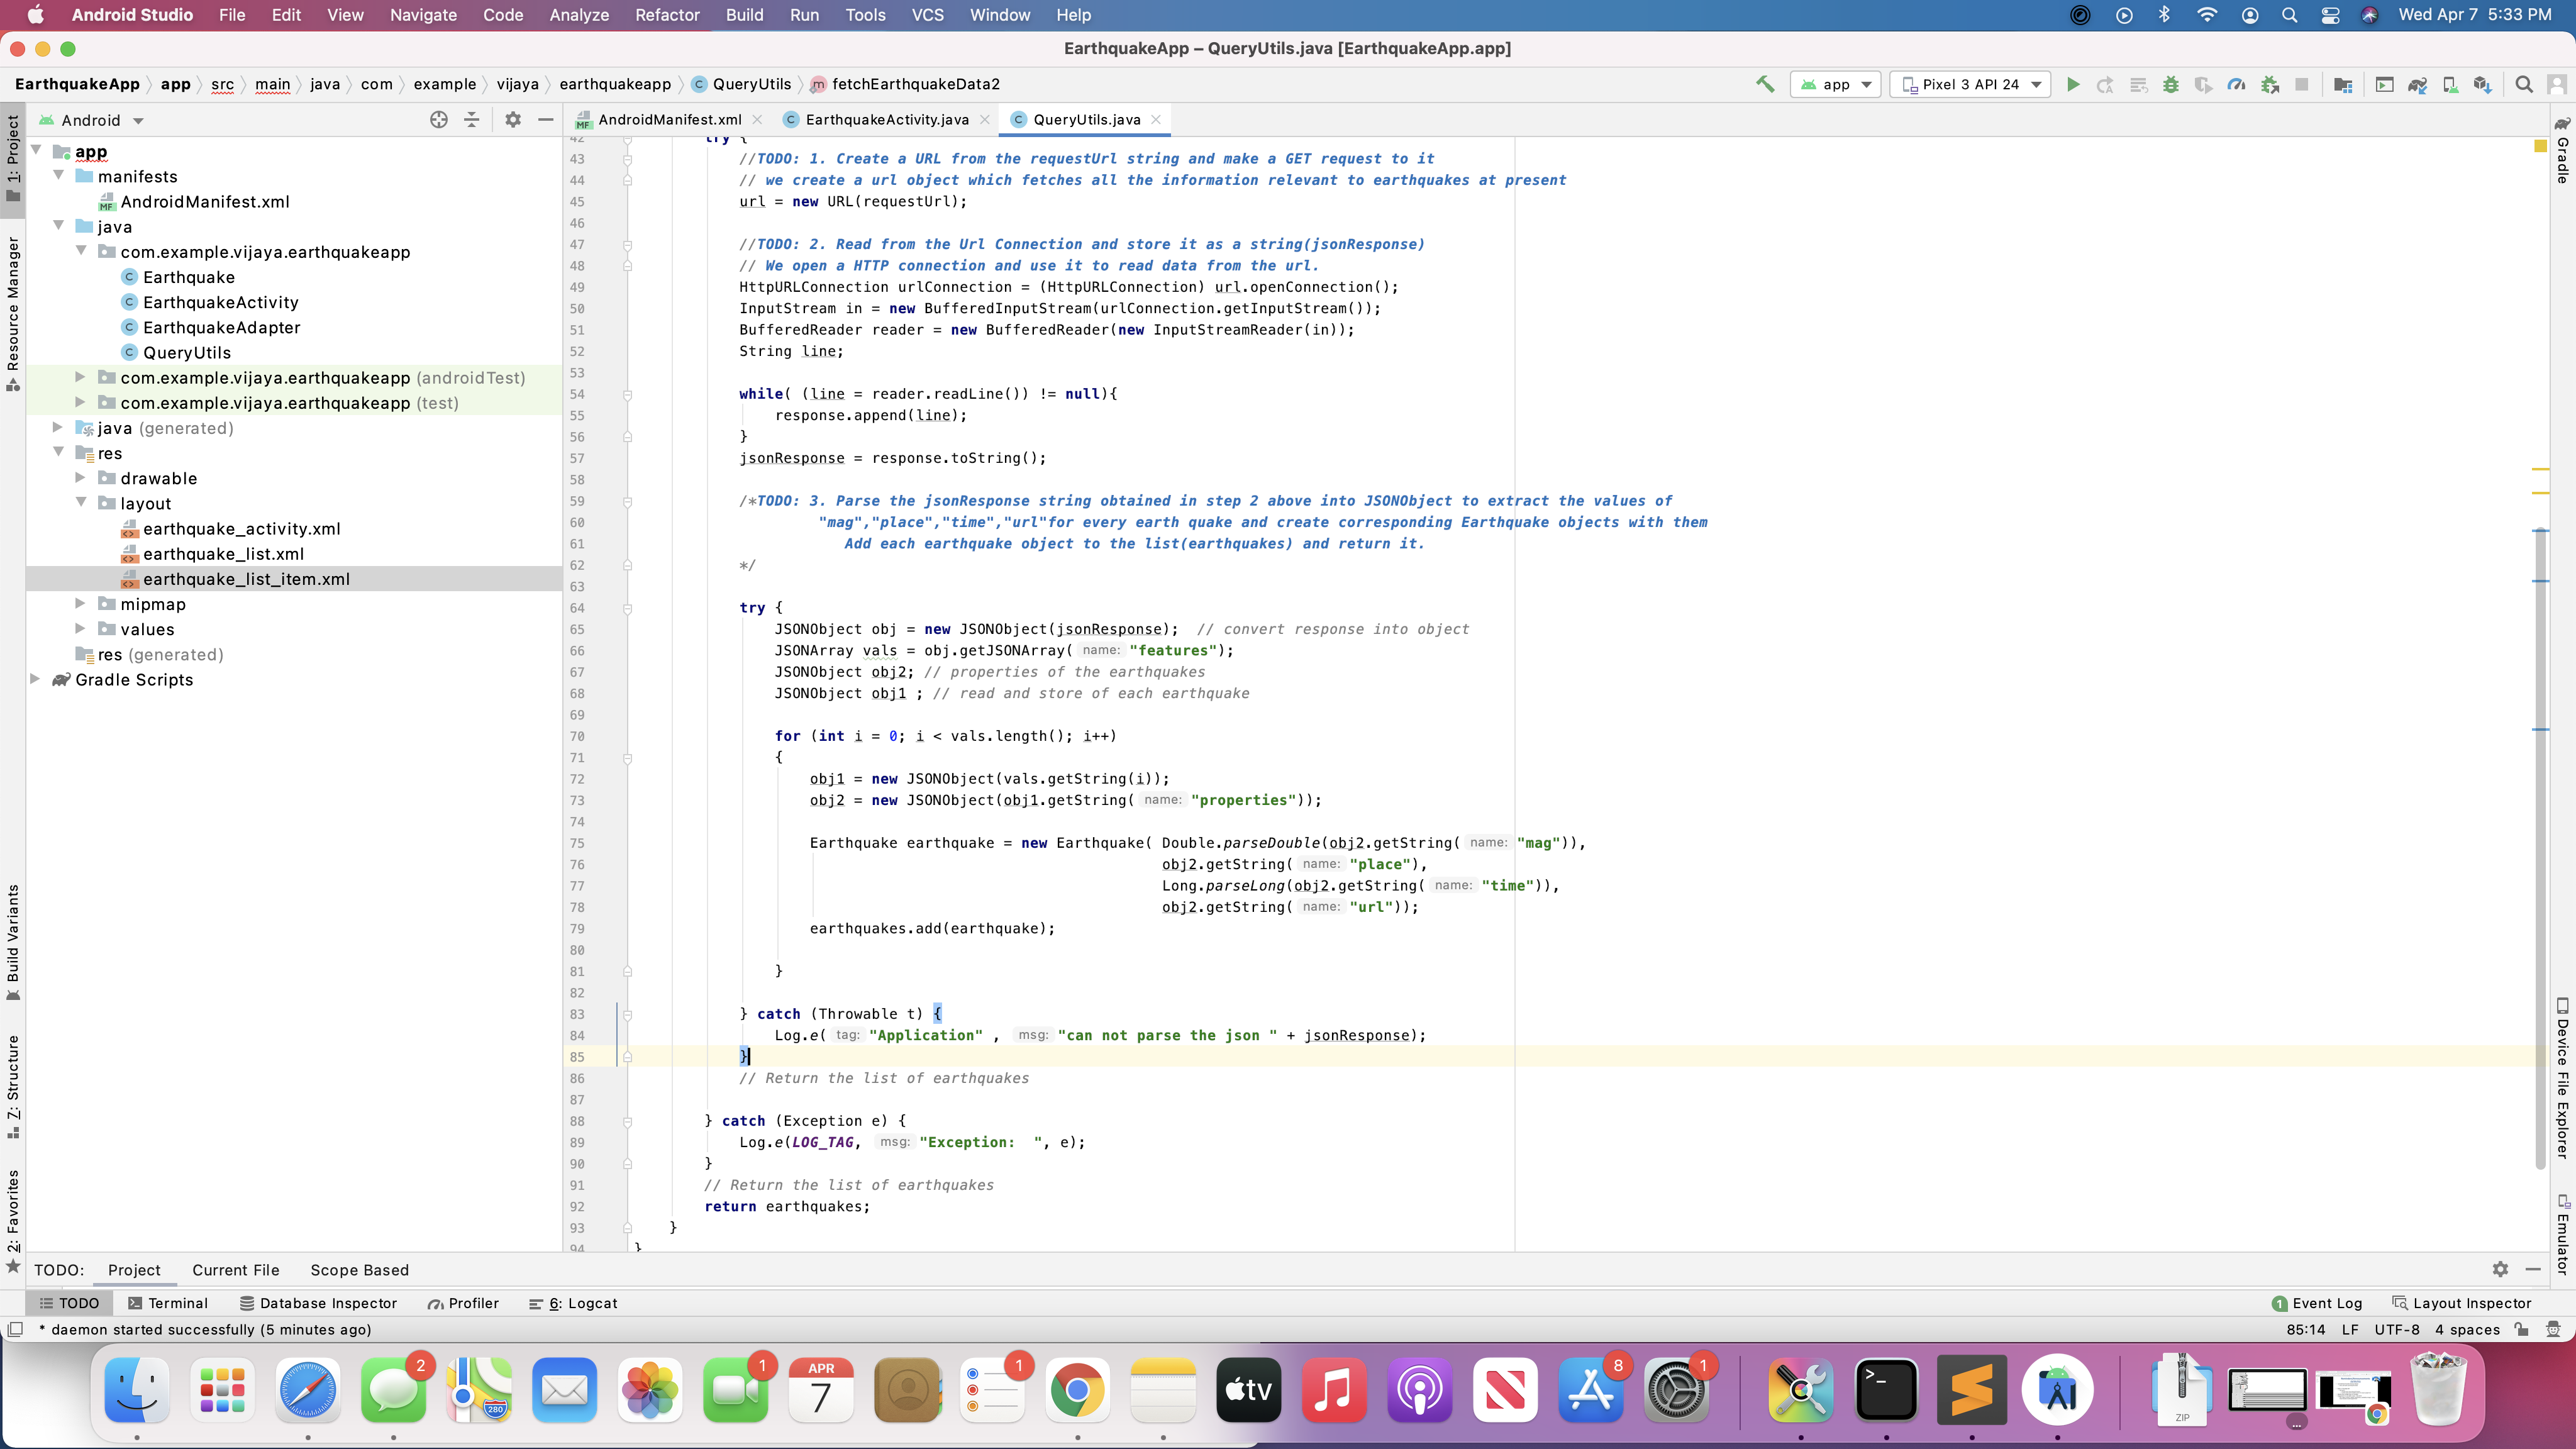 Android Studio File Edit View Navigate Code Analyze Refactor Build Run Tools VCS Window Help Wed Apr 7 5:33 PM
EarthquakeApp – QueryUtils.java [EarthquakeApp.app]
EarthquakeApp app src main java com example vijaya earthquakeapp QueryUtils fetchEarthquakeData2 app Pixel 3 API 24
Android
AndroidManifest.xml EarthquakeActivity.java QueryUtils.java
1: Project
Resource Manager
Build Variants
7: Structure
2: Favorites
app
manifests
AndroidManifest.xml
java
com.example.vijaya.earthquakeapp
Earthquake
EarthquakeActivity
EarthquakeAdapter
QueryUtils
com.example.vijaya.earthquakeapp (androidTest)
com.example.vijaya.earthquakeapp (test)
java (generated)
res
drawable
layout
earthquake_activity.xml
earthquake_list.xml
earthquake_list_item.xml
mipmap
values
res (generated)
Gradle Scripts
42 try {
43 //TODO: 1. Create a URL from the requestUrl string and make a GET request to it
44 // we create a url object which fetches all the information relevant to earthquakes at present
45 url = new URL(requestUrl);
46
47 //TODO: 2. Read from the Url Connection and store it as a string(jsonResponse)
48 // We open a HTTP connection and use it to read data from the url.
49 HttpURLConnection urlConnection = (HttpURLConnection) url.openConnection();
50 InputStream in = new BufferedInputStream(urlConnection.getInputStream());
51 BufferedReader reader = new BufferedReader(new InputStreamReader(in));
52 String line;
53
54 while( (line = reader.readLine()) != null){
55 response.append(line);
56 }
57 jsonResponse = response.toString();
58
59 /*TODO: 3. Parse the jsonResponse string obtained in step 2 above into JSONObject to extract the values of
60 "mag","place","time","url"for every earth quake and create corresponding Earthquake objects with them
61 Add each earthquake object to the list(earthquakes) and return it.
62 */
63
64 try {
65 JSONObject obj = new JSONObject(jsonResponse); // convert response into object
66 JSONArray vals = obj.getJSONArray( name: "features");
67 JSONObject obj2; // properties of the earthquakes
68 JSONObject obj1 ; // read and store of each earthquake
69
70 for (int i = 0; i < vals.length(); i++)
71 {
72 obj1 = new JSONObject(vals.getString(i));
73 obj2 = new JSONObject(obj1.getString( name: "properties"));
74
75 Earthquake earthquake = new Earthquake( Double.parseDouble(obj2.getString( name: "mag")),
76 obj2.getString( name: "place"),
77 Long.parseLong(obj2.getString( name: "time")),
78 obj2.getString( name: "url"));
79 earthquakes.add(earthquake);
80
81 }
82
83 } catch (Throwable t) {
84 Log.e( tag: "Application" , msg: "can not parse the json " + jsonResponse);
85 }
86 // Return the list of earthquakes
87
88 } catch (Exception e) {
89 Log.e(LOG_TAG, msg: "Exception:  ", e);
90 }
91 // Return the list of earthquakes
92 return earthquakes;
93 }
94 }
Gradle
Device File Explorer
Emulator
TODO: Project Current File Scope Based
TODO Terminal Database Inspector Profiler 6: Logcat 1 Event Log Layout Inspector
* daemon started successfully (5 minutes ago) 85:14 LF UTF-8 4 spaces
2 280 1 APR 7 1 tv 8 1 >_ ZIP